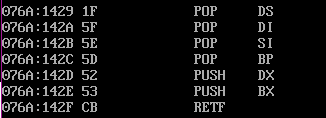 076A:1429 1F POP DS
076A:142A 5F POP DI
076A:142B 5E POP SI
076A:142C 5D POP BP
076A:142D 52 PUSH DX
076A:142E 53 PUSH BX
076A:142F CB RETF